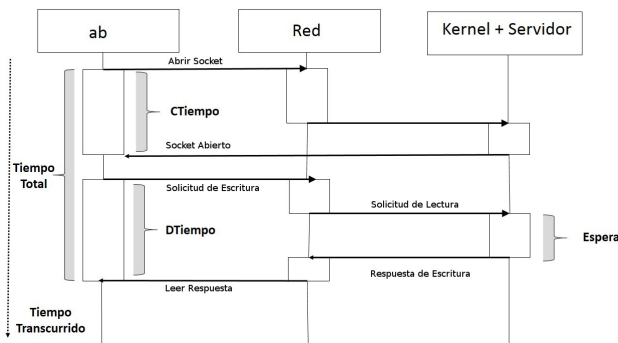 ab
Red
Kernel + Servidor
Abrir Socket
CTiempo
Socket Abierto
Tiempo
Total
Solicitud de Escritura
Solicitud de Lectura
DTiempo
Espera
Respuesta de Escritura
Leer Respuesta
Tiempo
Transcurrido